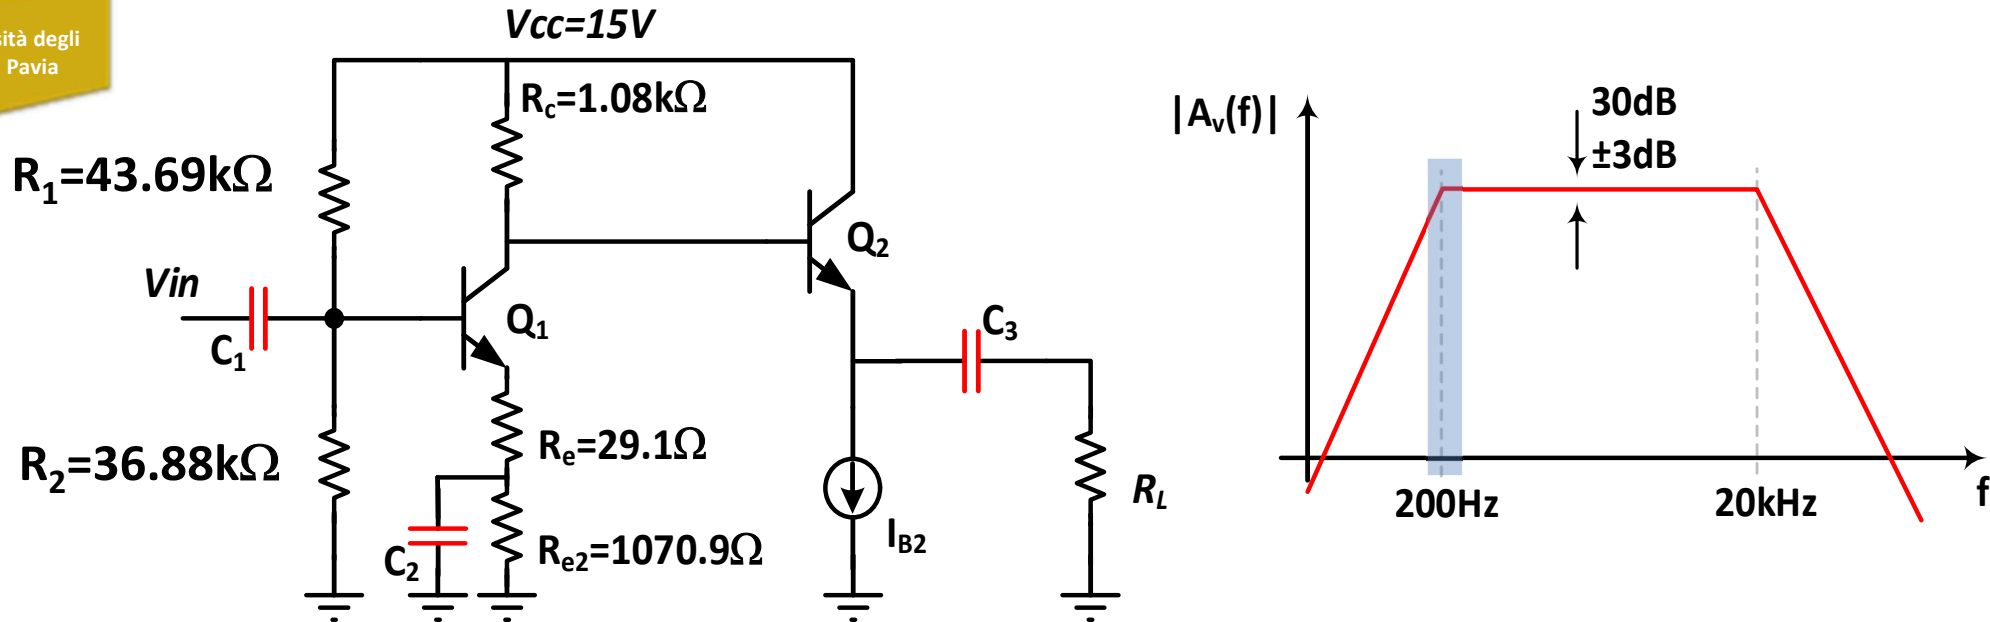 sità degli
Pavia
Vcc=15V
Rc=1.08kΩ
R1=43.69kΩ
Q2
Vin
C1
Q1
C3
Re=29.1Ω
R2=36.88kΩ
C2
Re2=1070.9Ω
IB2
RL
|Av(f)|
30dB
±3dB
200Hz
20kHz
f